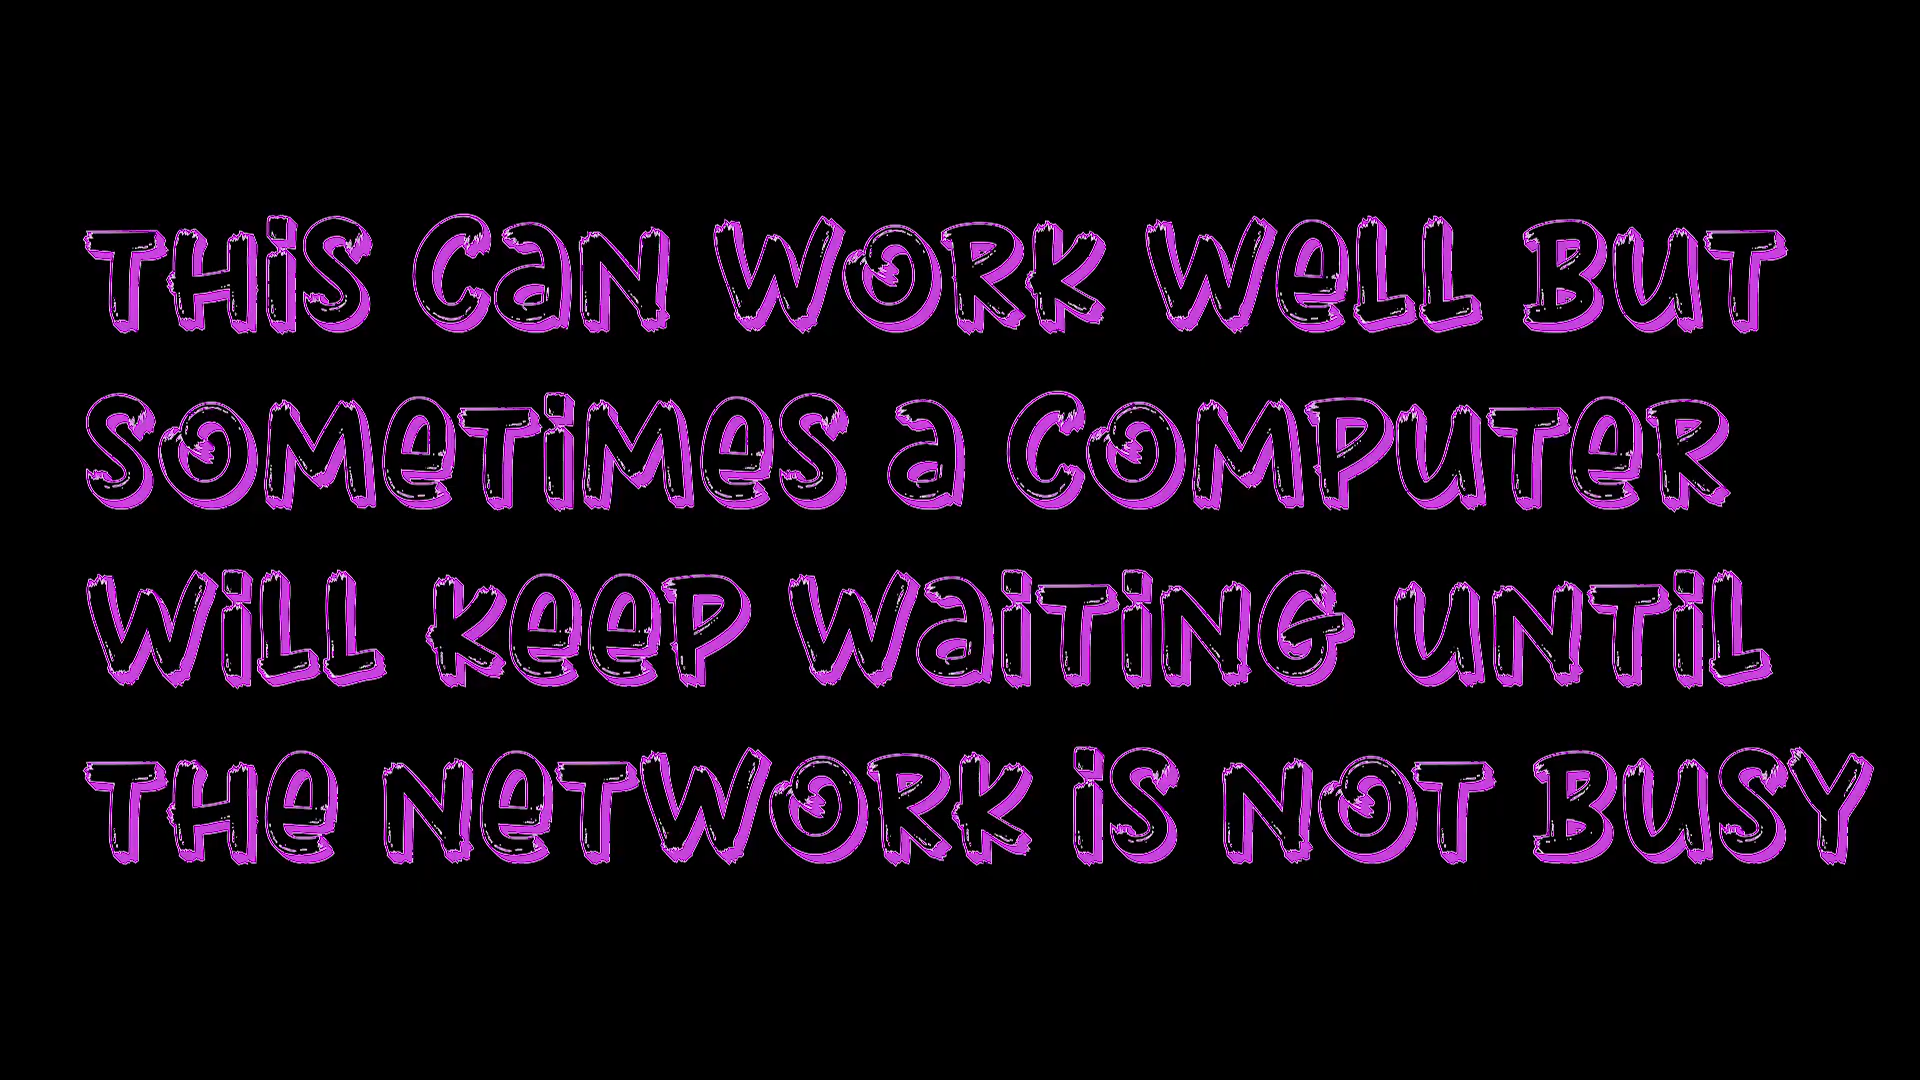 THiS CaN WORK WeLL BUT
SOMeTiMeS a COMPUTeR
WiLL KeeP WaiTiNG UNTiL
THe NeTWORK iS NOT BUSY